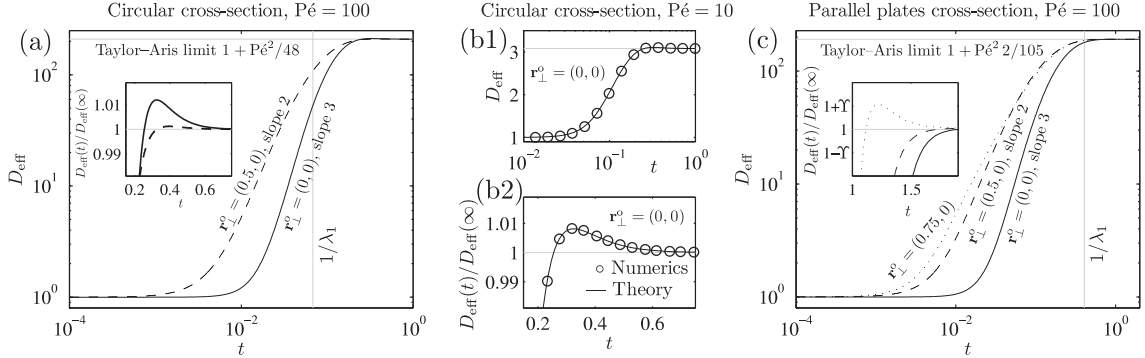 Circular cross-section, Pé = 100
(a)
Taylor–Aris limit 1 + Pé²/48
D_eff(t)/D_eff(∞)
1.01
1
0.99
0.2 0.4 0.6
t
r⊥° = (0.5, 0), slope 2
r⊥° = (0, 0), slope 3
1/λ₁
D_eff
10²
10¹
10⁰
10⁻⁴ 10⁻² 10⁰
t
Circular cross-section, Pé = 10
(b1)
D_eff
3
2
1
r⊥° = (0, 0)
10⁻² 10⁻¹ 10⁰
t
(b2)
D_eff(t)/D_eff(∞)
1.01
1
0.99
r⊥° = (0, 0)
Numerics
Theory
0.2 0.4 0.6
t
Parallel plates cross-section, Pé = 100
(c)
Taylor–Aris limit 1 + Pé² 2/105
D_eff(t)/D_eff(∞)
1+ϒ
1
1−ϒ
1 1.5
t
r⊥° = (0.75, 0)
r⊥° = (0.5, 0), slope 2
r⊥° = (0, 0), slope 3
1/λ₁
D_eff
10²
10¹
10⁰
10⁻⁴ 10⁻² 10⁰
t